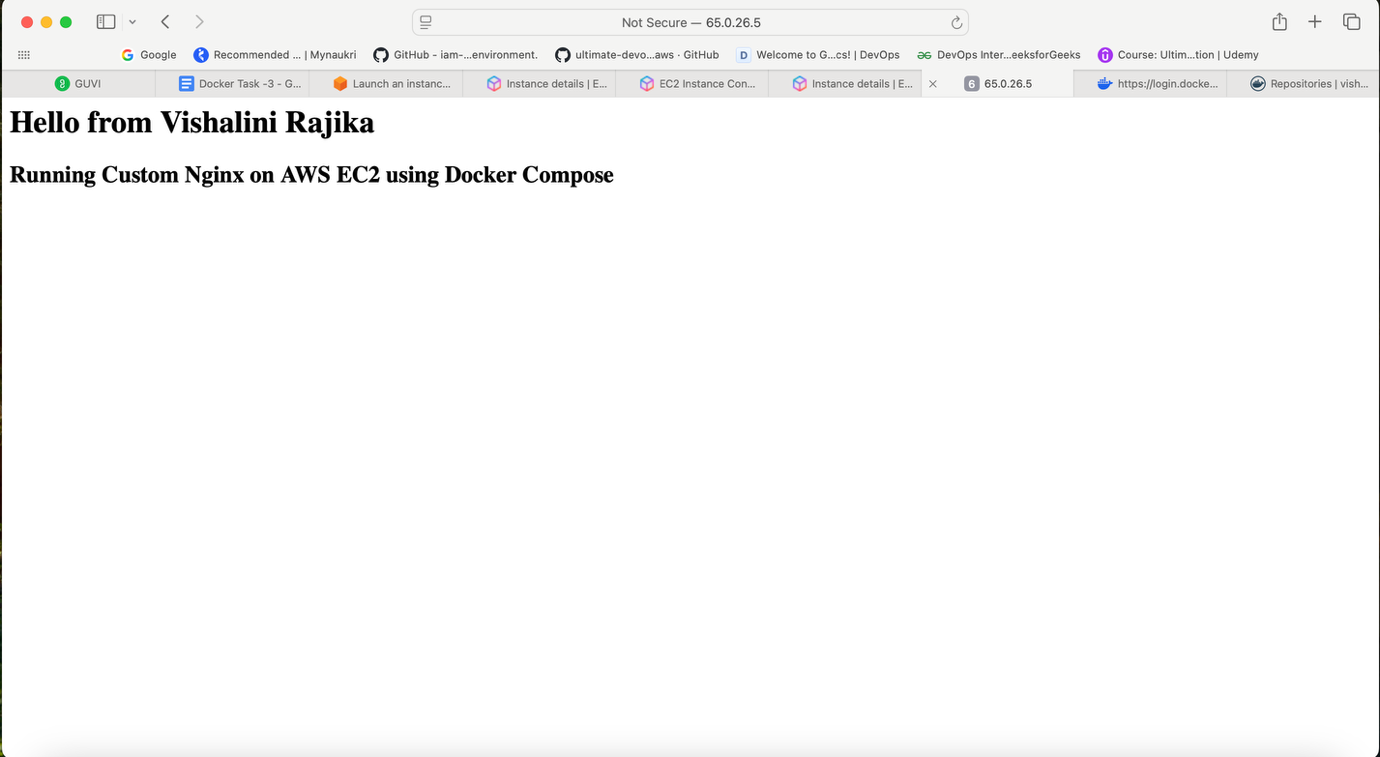 Not Secure — 65.0.26.5
Google
Recommended ... | Mynaukri
GitHub - iam-...environment.
ultimate-devo...aws · GitHub
D
Welcome to G...cs! | DevOps
DevOps Inter...eeksforGeeks
Course: Ultim...tion | Udemy
GUVI
Docker Task -3 - G...
Launch an instanc...
Instance details | E...
EC2 Instance Con...
Instance details | E...
6
65.0.26.5
https://login.docke...
Repositories | vish...
Hello from Vishalini Rajika
Running Custom Nginx on AWS EC2 using Docker Compose